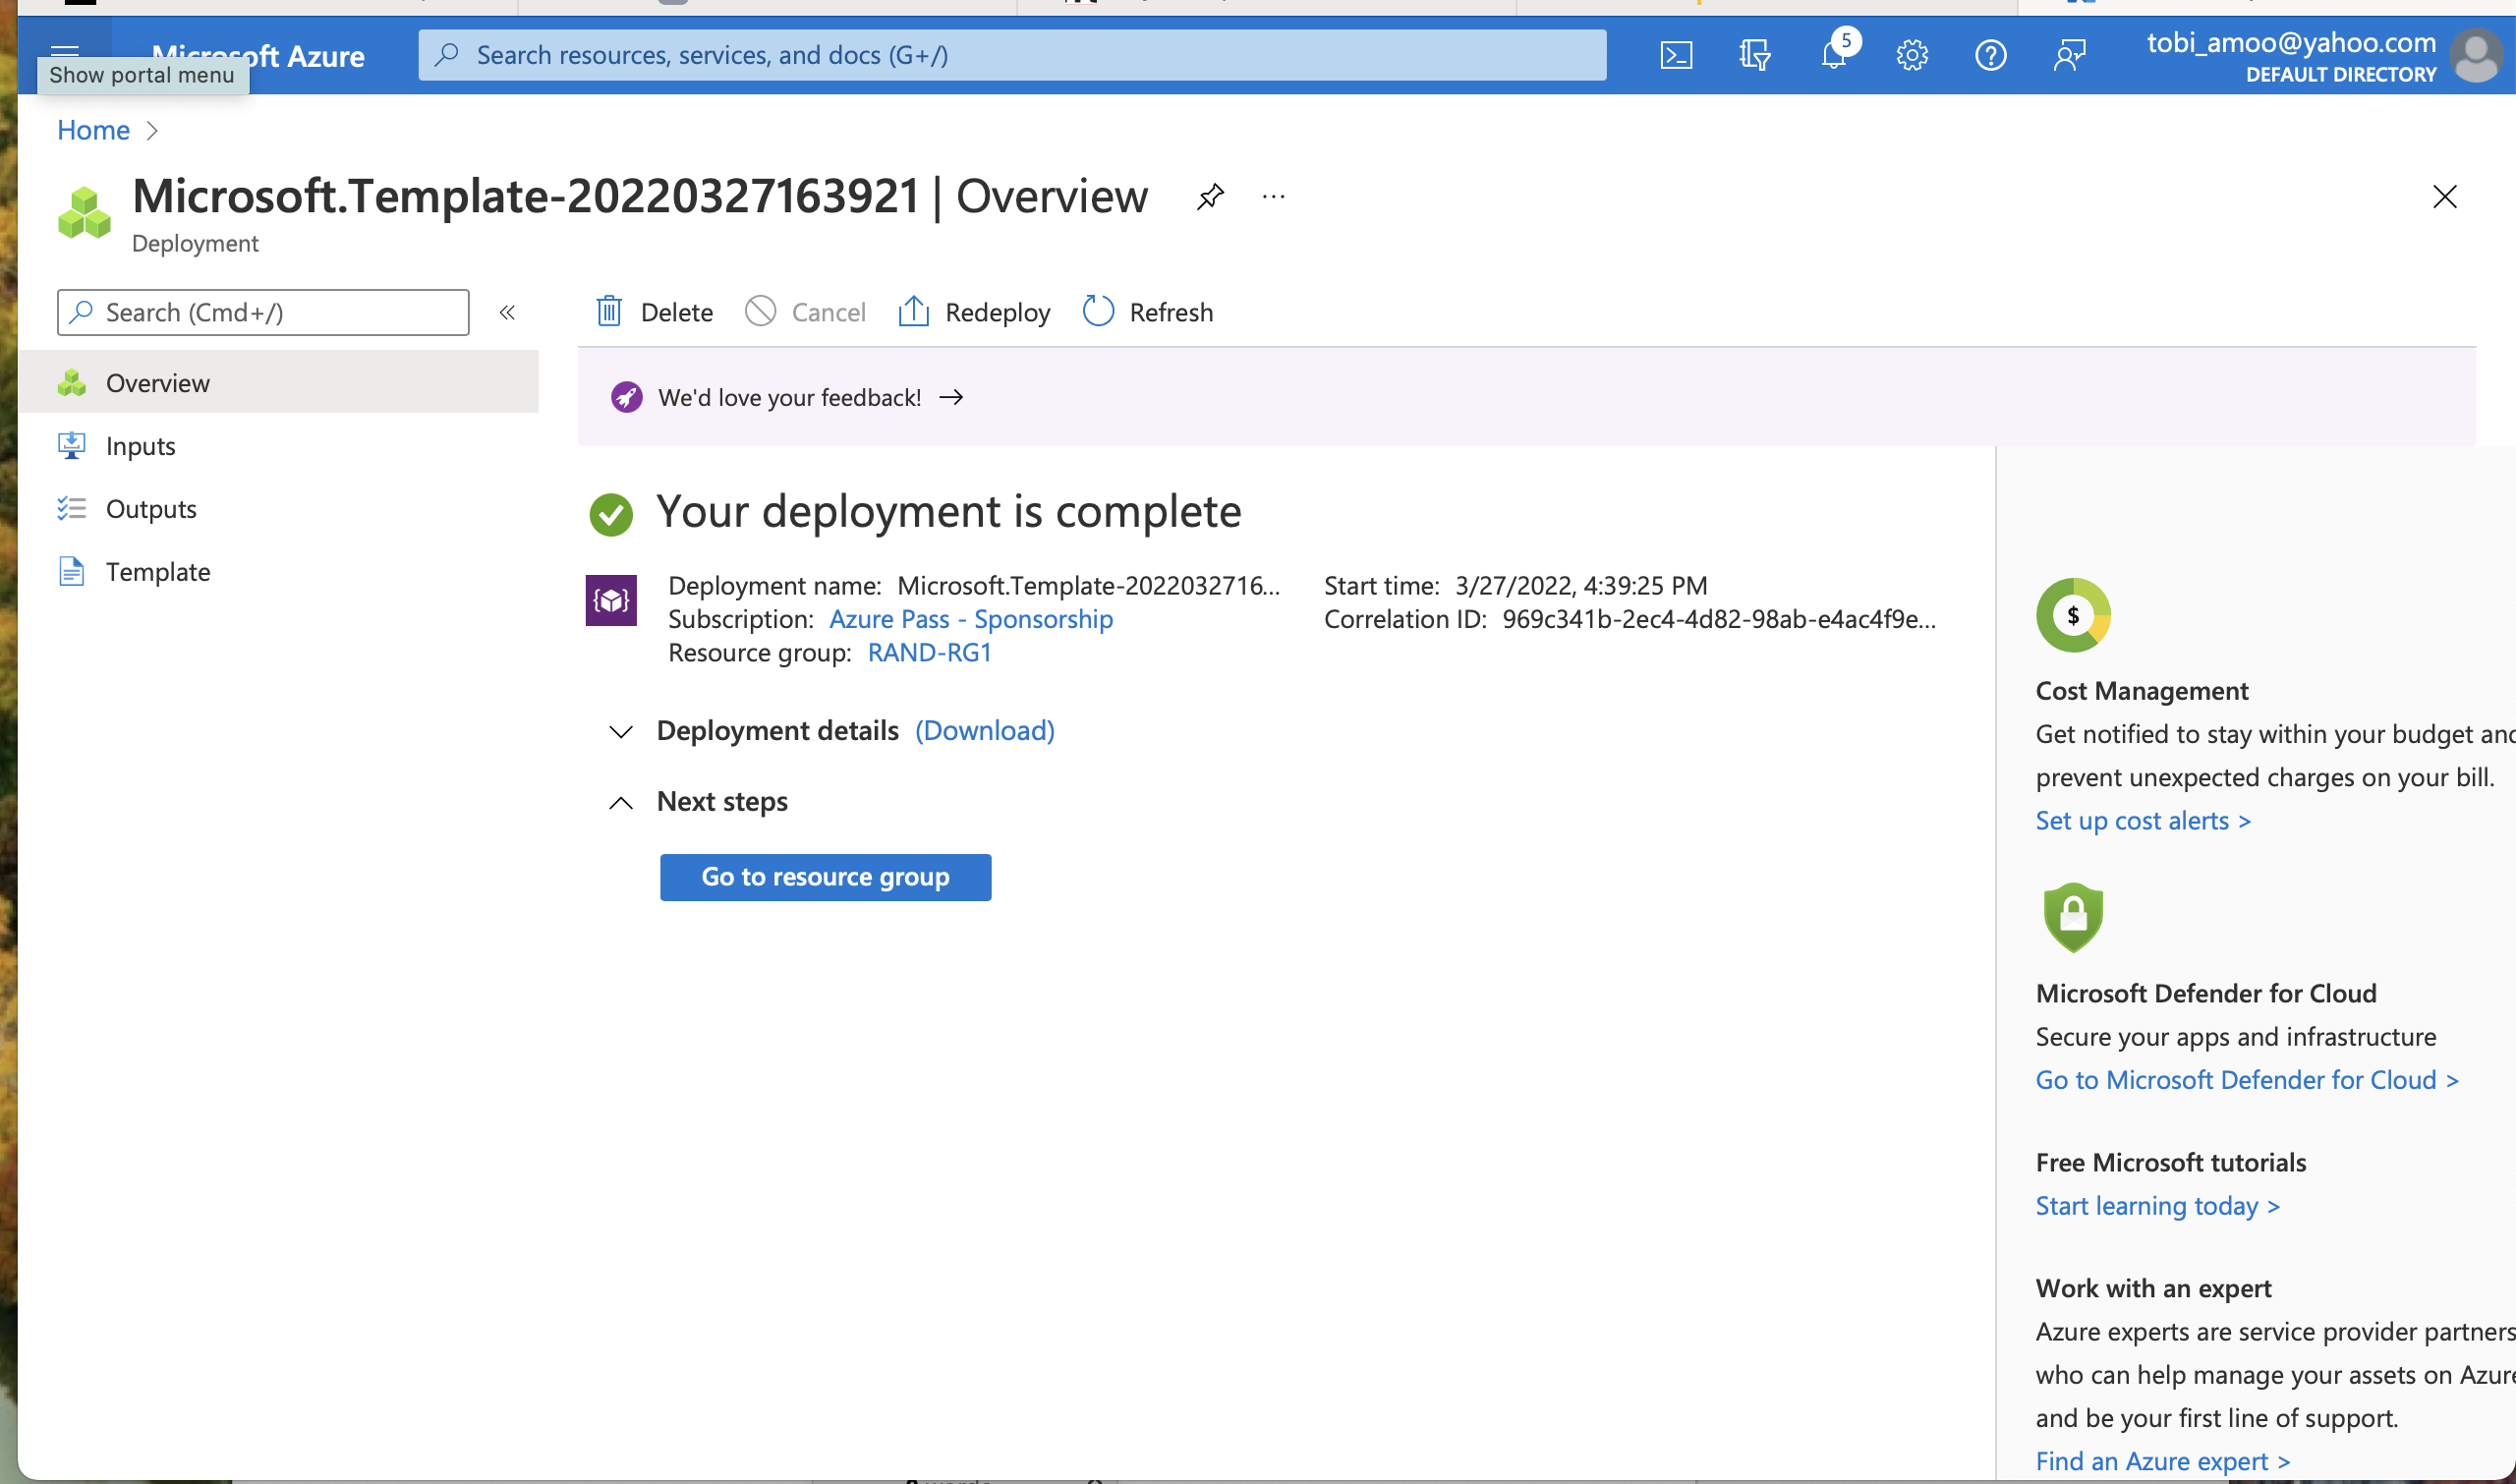 Microsoft Azure
Show portal menu
Search resources, services, and docs (G+/)
5
tobi_amoo@yahoo.com
DEFAULT DIRECTORY
Home
Microsoft.Template-20220327163921 | Overview
...
Deployment
Search (Cmd+/)
«
Delete
Cancel
Redeploy
Refresh
Overview
Inputs
Outputs
Template
We'd love your feedback! →
Your deployment is complete
Deployment name: Microsoft.Template-2022032716...
Subscription: Azure Pass - Sponsorship
Resource group: RAND-RG1
Start time: 3/27/2022, 4:39:25 PM
Correlation ID: 969c341b-2ec4-4d82-98ab-e4ac4f9e...
Deployment details (Download)
Next steps
Go to resource group
$
Cost Management
Get notified to stay within your budget and
prevent unexpected charges on your bill.
Set up cost alerts >
Microsoft Defender for Cloud
Secure your apps and infrastructure
Go to Microsoft Defender for Cloud >
Free Microsoft tutorials
Start learning today >
Work with an expert
Azure experts are service provider partners
who can help manage your assets on Azure
and be your first line of support.
Find an Azure expert >